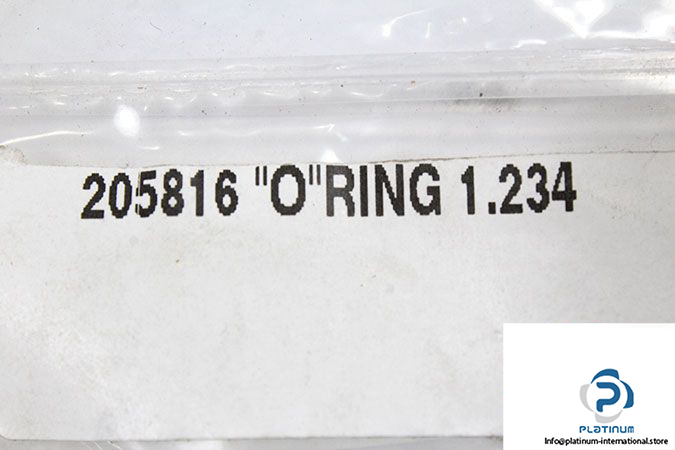 205816 "O"RING 1.234
PLATINUM
Info@platinum-international.store